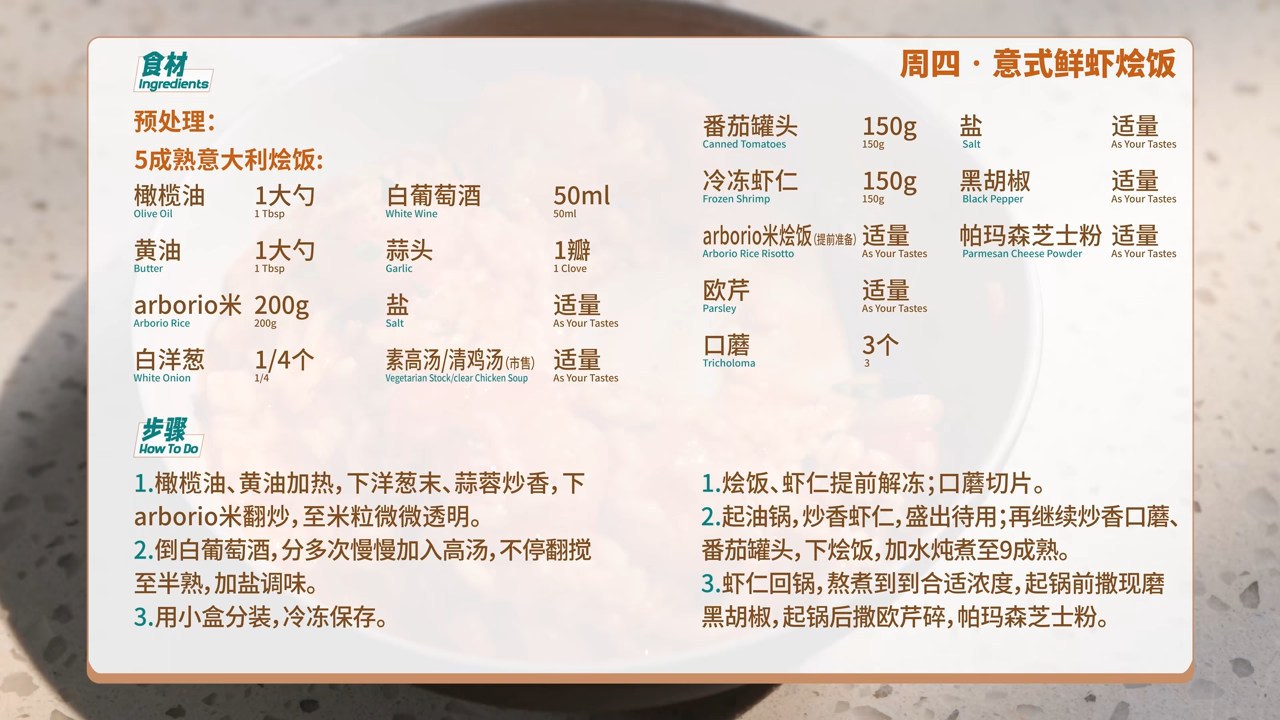 周四 · 意式鲜虾烩饭
食材
Ingredients
预处理：
5成熟意大利烩饭：
橄榄油 1大勺 白葡萄酒 50ml
Olive Oil 1 Tbsp White Wine 50ml
黄油 1大勺 蒜头 1瓣
Butter 1 Tbsp Garlic 1 Clove
arborio米 200g 盐 适量
Arborio Rice 200g Salt As Your Tastes
白洋葱 1/4个 素高汤/清鸡汤(市售) 适量
White Onion 1/4 Vegetarian Stock/clear Chicken Soup As Your Tastes
番茄罐头 150g 盐 适量
Canned Tomatoes 150g Salt As Your Tastes
冷冻虾仁 150g 黑胡椒 适量
Frozen Shrimp 150g Black Pepper As Your Tastes
arborio米烩饭(提前准备) 适量 帕玛森芝士粉 适量
Arborio Rice Risotto As Your Tastes Parmesan Cheese Powder As Your Tastes
欧芹 适量
Parsley As Your Tastes
口蘑 3个
Tricholoma 3
步骤
How To Do
1.橄榄油、黄油加热，下洋葱末、蒜蓉炒香，下
arborio米翻炒，至米粒微微透明。
2.倒白葡萄酒，分多次慢慢加入高汤，不停翻搅
至半熟，加盐调味。
3.用小盒分装，冷冻保存。
1.烩饭、虾仁提前解冻；口蘑切片。
2.起油锅，炒香虾仁，盛出待用；再继续炒香口蘑、
番茄罐头，下烩饭，加水炖煮至9成熟。
3.虾仁回锅，熬煮到到合适浓度，起锅前撒现磨
黑胡椒，起锅后撒欧芹碎，帕玛森芝士粉。